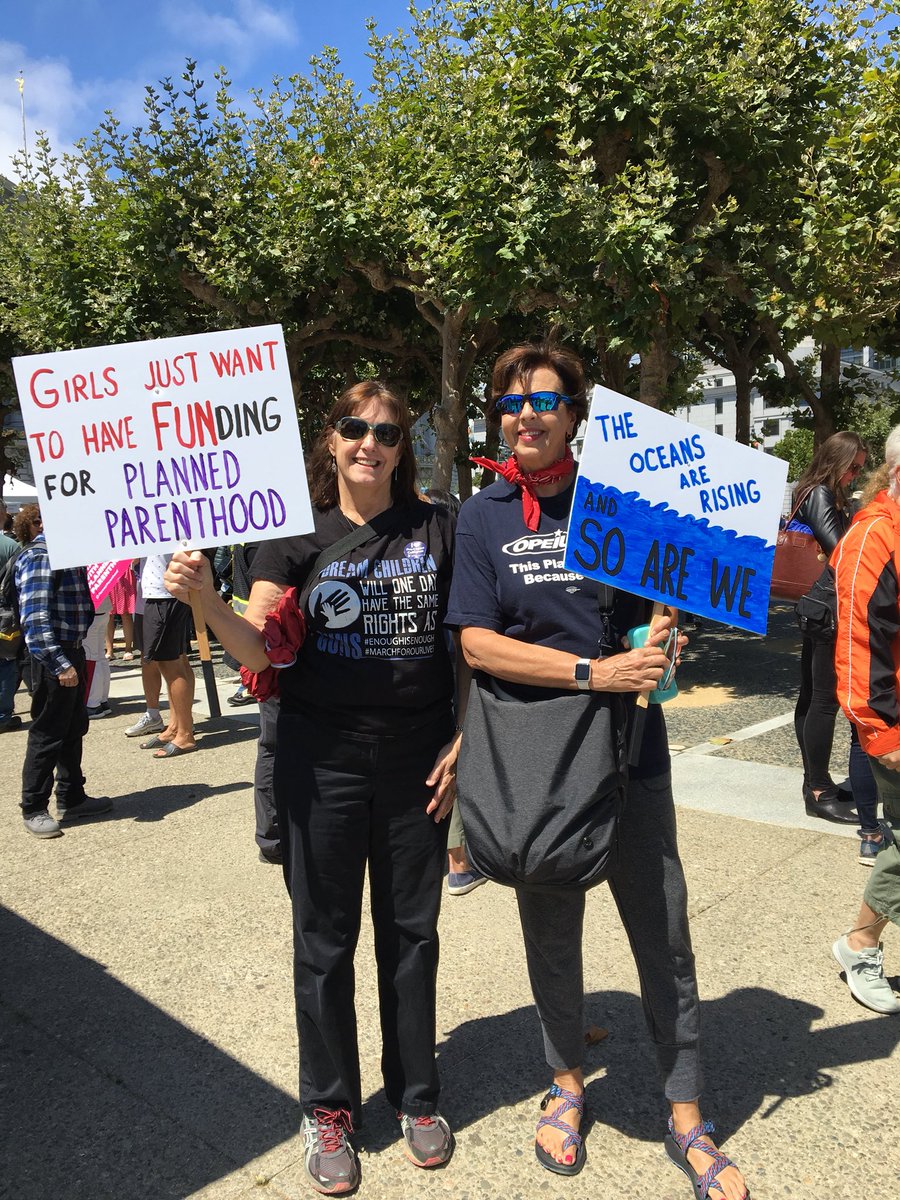 GIRLS JUST WANT
TO HAVE FUNDING
FOR PLANNED
PARENTHOOD
THE
OCEANS
ARE
RISING
AND
SO ARE WE
DREAM CHILDREN
WILL ONE DAY
HAVE THE SAME
RIGHTS AS
GUNS
#ENOUGHISENOUGH
#MARCHFOROURLIVES
OPEIU
This
Because